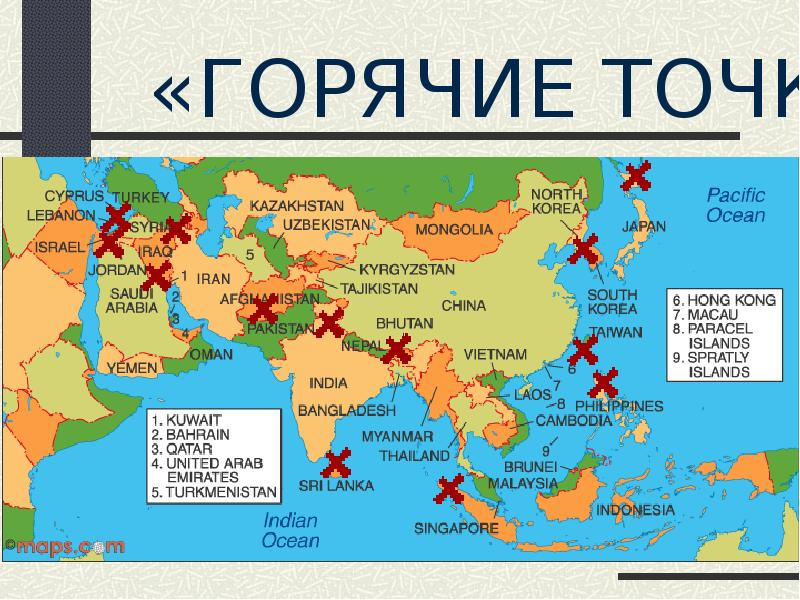 «ГОРЯЧИЕ ТОЧК
CYPRUS
TURKEY
LEBANON
SYRIA
ISRAEL
IRAQ
JORDAN
SAUDI
ARABIA
YEMEN
OMAN
IRAN
1
2
3
4
5
KAZAKHSTAN
UZBEKISTAN
KYRGYZSTAN
TAJIKISTAN
AFGHANISTAN
PAKISTAN
MONGOLIA
CHINA
NORTH
KOREA
JAPAN
SOUTH
KOREA
TAIWAN
Pacific
Ocean
6. HONG KONG
7. MACAU
8. PARACEL
ISLANDS
9. SPRATLY
ISLANDS
BHUTAN
NEPAL
INDIA
BANGLADESH
MYANMAR
THAILAND
VIETNAM
LAOS
CAMBODIA
PHILIPPINES
6
7
8
9
BRUNEI
MALAYSIA
INDONESIA
SINGAPORE
SRI LANKA
1. KUWAIT
2. BAHRAIN
3. QATAR
4. UNITED ARAB
EMIRATES
5. TURKMENISTAN
Indian
Ocean
©maps.com